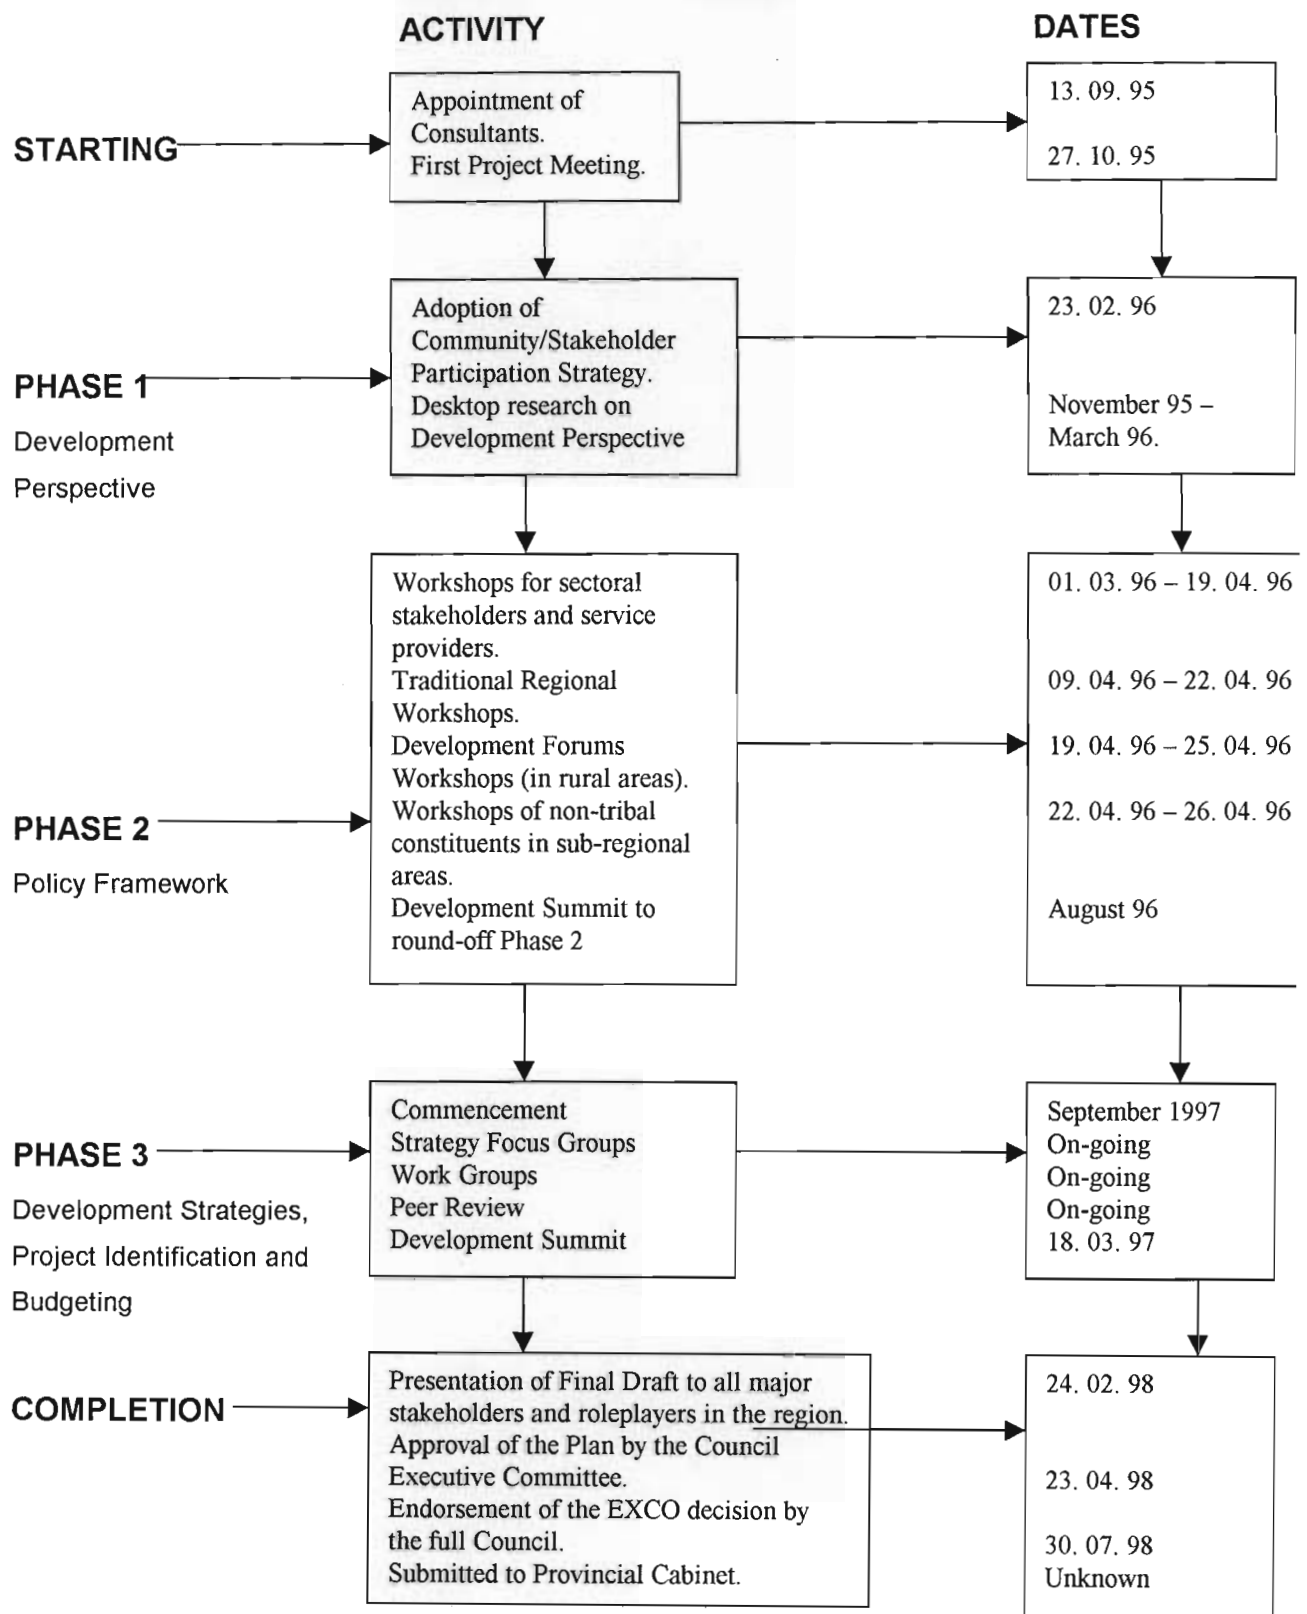 ACTIVITY
DATES
STARTING
Appointment of
Consultants.
First Project Meeting.
13. 09. 95
27. 10. 95
PHASE 1
Development
Perspective
Adoption of
Community/Stakeholder
Participation Strategy.
Desktop research on
Development Perspective
23. 02. 96
November 95 –
March 96.
PHASE 2
Policy Framework
Workshops for sectoral
stakeholders and service
providers.
Traditional Regional
Workshops.
Development Forums
Workshops (in rural areas).
Workshops of non-tribal
constituents in sub-regional
areas.
Development Summit to
round-off Phase 2
01. 03. 96 – 19. 04. 96
09. 04. 96 – 22. 04. 96
19. 04. 96 – 25. 04. 96
22. 04. 96 – 26. 04. 96
August 96
PHASE 3
Development Strategies,
Project Identification and
Budgeting
Commencement
Strategy Focus Groups
Work Groups
Peer Review
Development Summit
September 1997
On-going
On-going
On-going
18. 03. 97
COMPLETION
Presentation of Final Draft to all major
stakeholders and roleplayers in the region.
Approval of the Plan by the Council
Executive Committee.
Endorsement of the EXCO decision by
the full Council.
Submitted to Provincial Cabinet.
24. 02. 98
23. 04. 98
30. 07. 98
Unknown